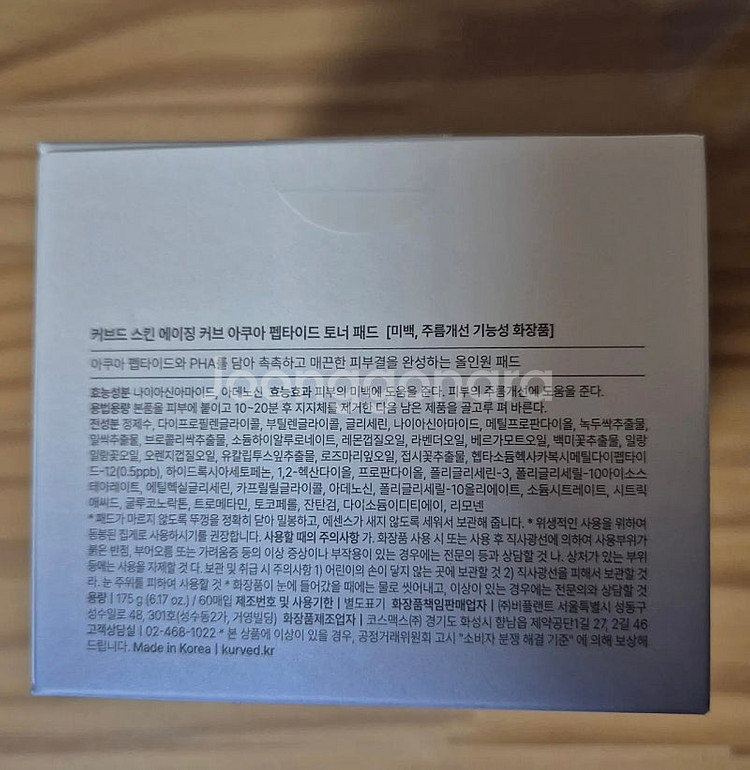 커브드 스킨 에이징 커브 아쿠아 펩타이드 토너 패드 [미백, 주름개선 기능성 화장품]
아쿠아 펩타이드와 PHA를 담아 촉촉하고 매끈한 피부결을 완성하는 올인원 패드
Joonggonara
효능성분 나이아신아마이드, 아데노신 효능효과 피부의 미백에 도움을 준다. 피부의 주름개선에 도움을 준다.
용법용량 본품을 피부에 붙이고 10~20분 후 지지체를 제거한 다음 남은 제품을 골고루 펴 바른다.
전성분 정제수, 다이프로필렌글라이콜, 부틸렌글라이콜, 글리세린, 나이아신아마이드, 메틸프로판다이올, 녹두싹추출물,
밀싹추출물, 브로콜리싹추출물, 소듐하이알루로네이트, 레몬껍질오일, 라벤더오일, 베르가모트오일, 백미꽃추출물, 일랑
일랑꽃오일, 오렌지껍질오일, 유칼립투스잎추출물, 로즈마리잎오일, 접시꽃추출물, 헵타소듐헥사카복시메틸다이펩타이
드-12(0.5ppb), 하이드록시아세토페논, 1,2-헥산다이올, 프로판다이올, 폴리글리세린-3, 폴리글리세릴-10아이소스
테아레이트, 에틸헥실글리세린, 카프릴릴글라이콜, 아데노신, 폴리글리세릴-10올리에이트, 소듐시트레이트, 시트릭
애씨드, 글루코노락톤, 트로메타민, 토코페롤, 잔탄검, 다이소듐이디티에이, 리모넨
* 패드가 마르지 않도록 뚜껑을 정확히 닫아 밀봉하고, 에센스가 새지 않도록 세워서 보관해 줍니다. * 위생적인 사용을 위하여
동봉된 집게로 사용하시기를 권장합니다. 사용할 때의 주의사항 가. 화장품 사용 시 또는 사용 후 직사광선에 의하여 사용부위가
붉은 반점, 부어오름 또는 가려움증 등의 이상 증상이나 부작용이 있는 경우에는 전문의 등과 상담할 것 나. 상처가 있는 부위
등에는 사용을 자제할 것 다. 보관 및 취급 시 주의사항 1) 어린이의 손이 닿지 않는 곳에 보관할 것 2) 직사광선을 피해서 보관할 것
라. 눈 주위를 피하여 사용할 것 * 화장품이 눈에 들어갔을 때에는 물로 씻어내고, 이상이 있는 경우에는 전문의와 상담할 것
용량 | 175 g (6.17 oz.) / 60매입 제조번호 및 사용기한 | 별도표기 화장품책임판매업자 | (주)비플랜트 서울특별시 성동구
성수일로 48, 301호(성수동2가, 거영빌딩) 화장품제조업자 | 코스맥스(주) 경기도 화성시 향남읍 제약공단1길 27, 2길 46
고객상담실 | 02-468-1022 * 본 상품에 이상이 있을 경우, 공정거래위원회 고시 "소비자 분쟁 해결 기준" 에 의해 보상해
드립니다. Made in Korea | kurved.kr